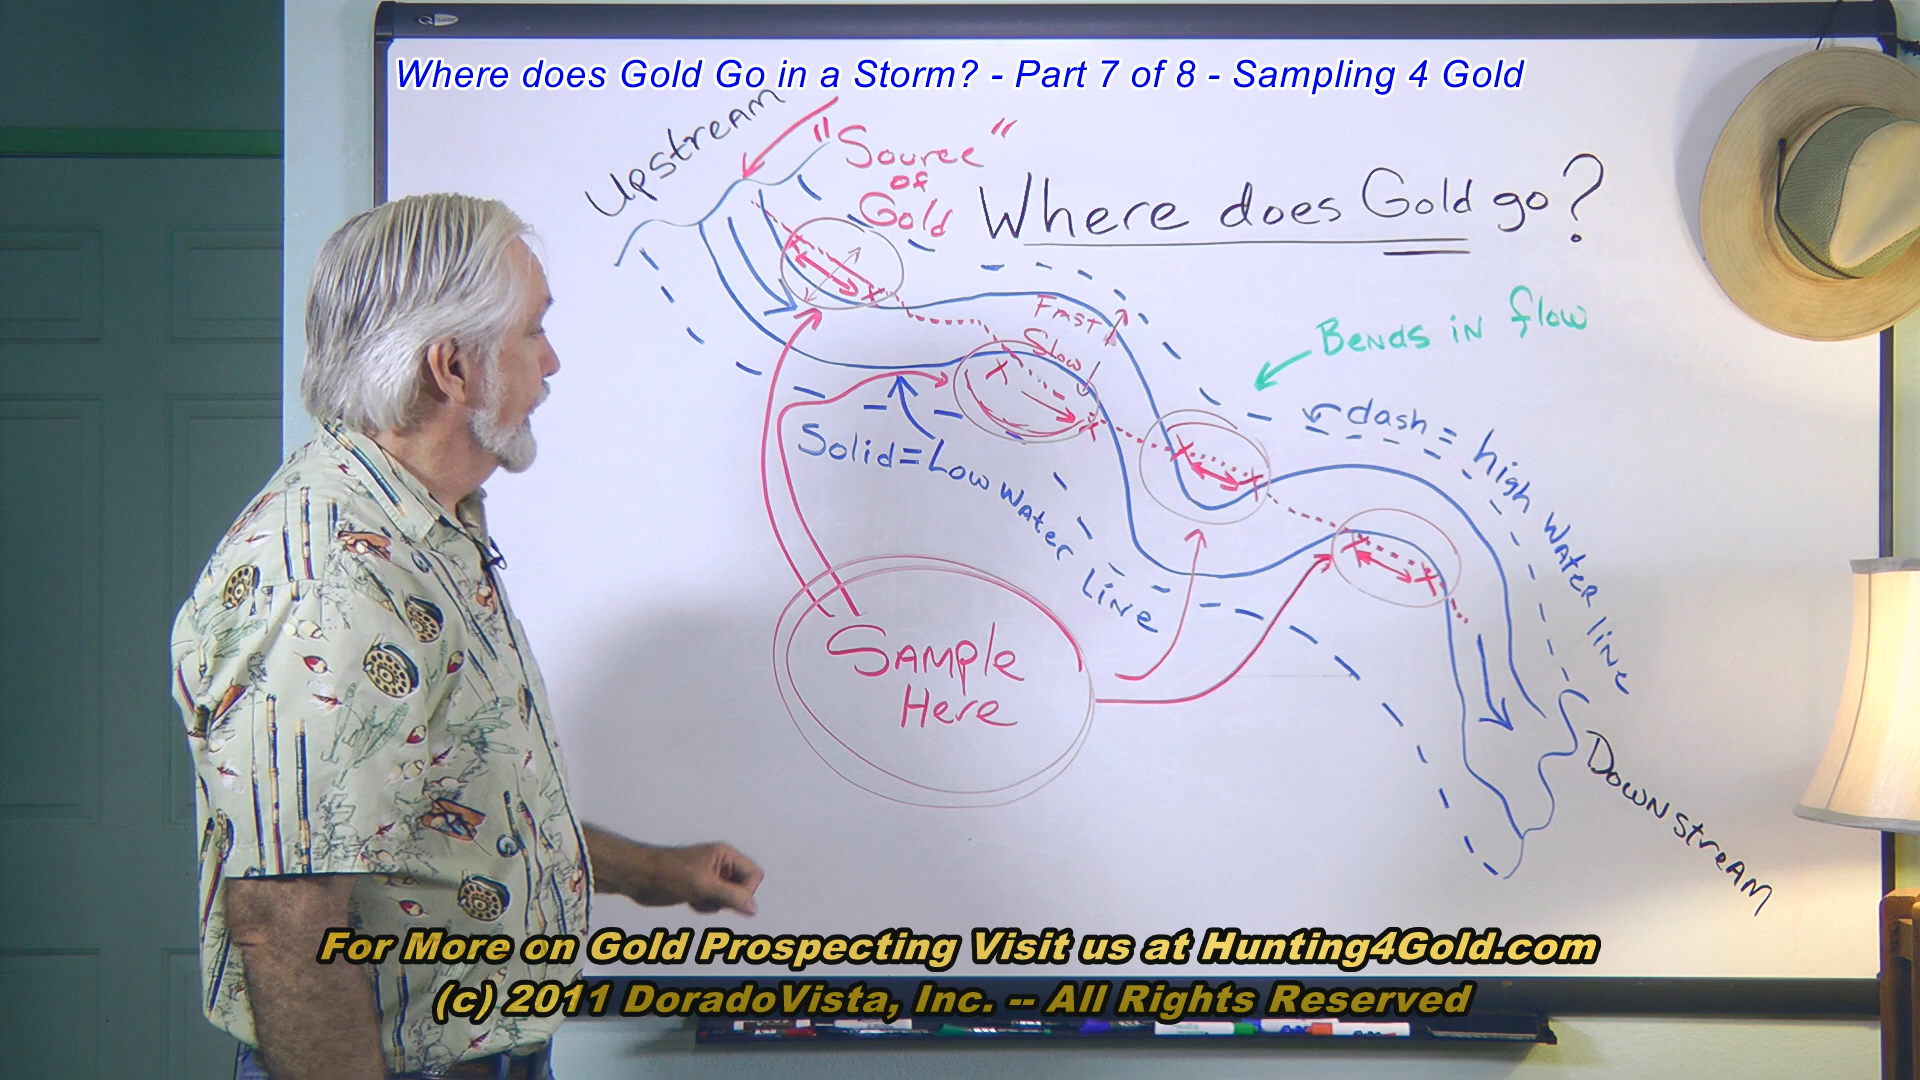 Quartet
Where does Gold Go in a Storm? - Part 7 of 8 - Sampling 4 Gold
Upstream
"Source"
of
Gold
Where does Gold go?
Fast
Slow
Bends in flow
dash = high water line
Solid = Low water Line
Sample
Here
Downstream
For More on Gold Prospecting Visit us at Hunting4Gold.com
(c) 2011 DoradoVista, Inc. -- All Rights Reserved